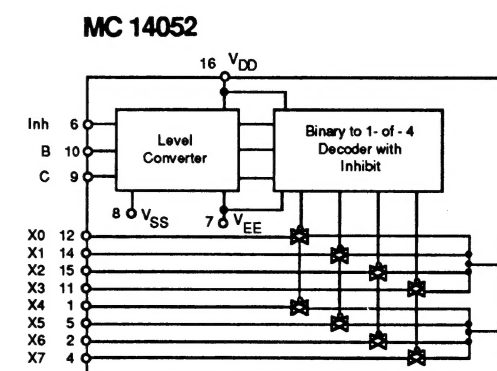 MC 14052
16 VDD
Inh 6
B 10
C 9
Level
Converter
Binary to 1- of - 4
Decoder with
Inhibit
8 VSS
7 VEE
X0 12
X1 14
X2 15
X3 11
X4 1
X5 5
X6 2
X7 4